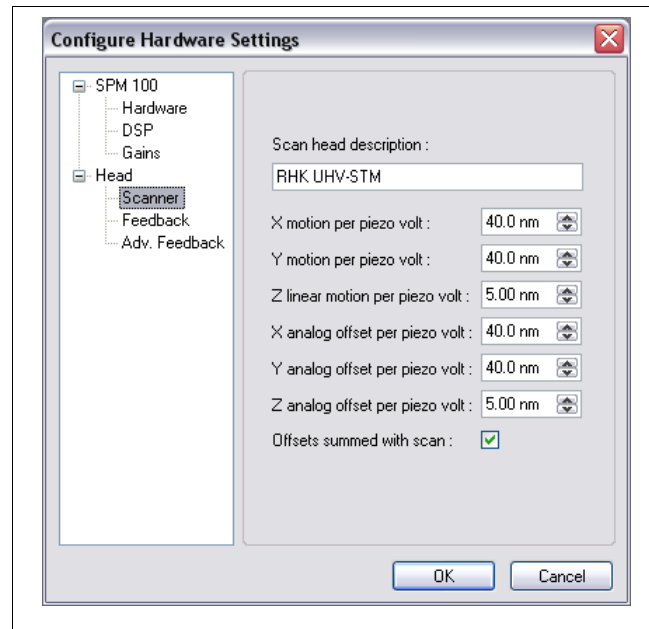 Configure Hardware Settings
SPM 100
Hardware
DSP
Gains
Head
Scanner
Feedback
Adv. Feedback
Scan head description :
RHK UHV-STM
X motion per piezo volt : 40.0 nm
Y motion per piezo volt : 40.0 nm
Z linear motion per piezo volt : 5.00 nm
X analog offset per piezo volt : 40.0 nm
Y analog offset per piezo volt : 40.0 nm
Z analog offset per piezo volt : 5.00 nm
Offsets summed with scan :
OK Cancel